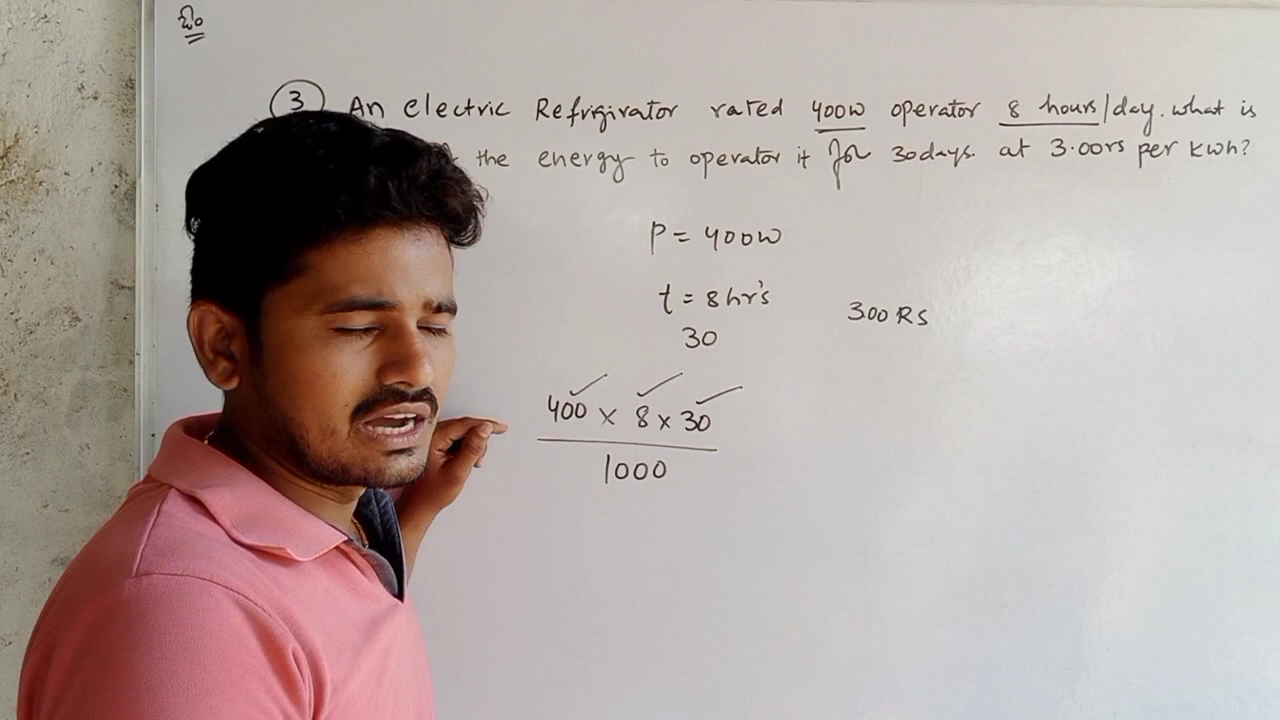 3 An electric Refrigirator rated 400w operator 8 hours/day. what is
the energy to operator it for 30days. at 3.00rs per kwh?
P = 400w
t = 8hr's
300 RS
30
400 x 8 x 30
1000